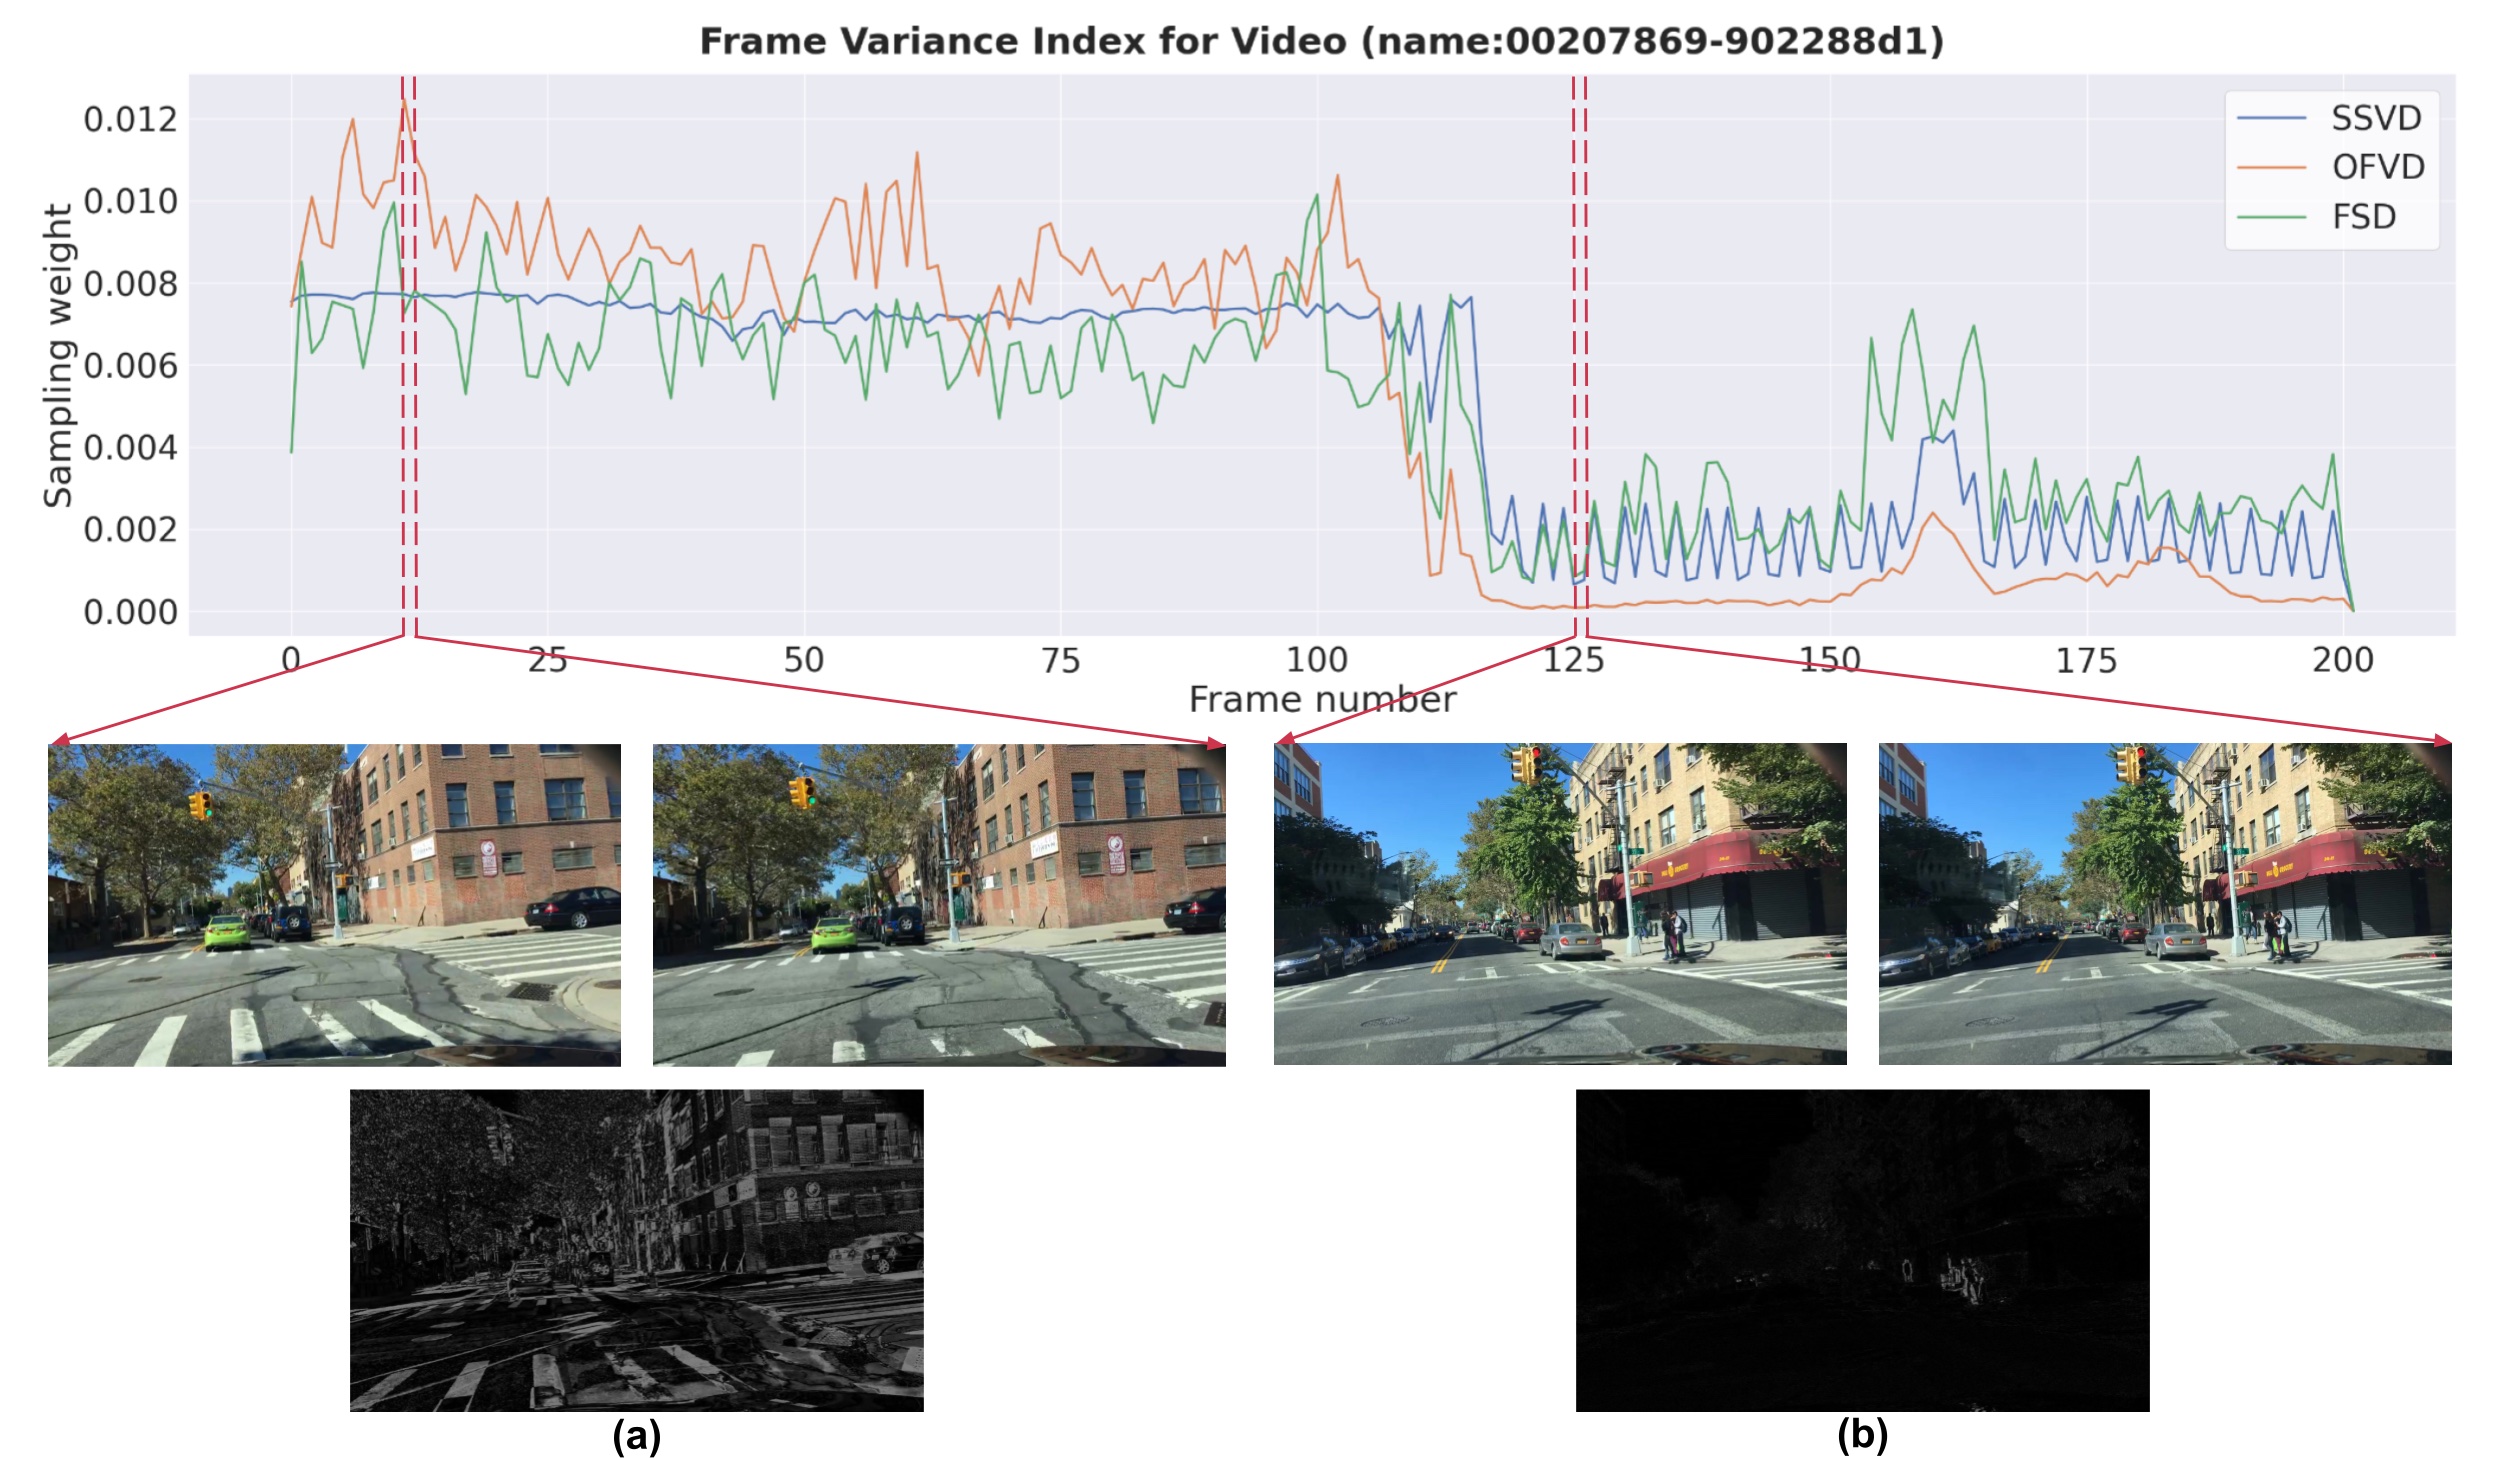 Frame Variance Index for Video (name:00207869-902288d1)
SSVD
OFVD
FSD
Sampling weight
0.012
0.010
0.008
0.006
0.004
0.002
0.000
0 25 50 75 100 125 150 175 200
Frame number
(a) (b)